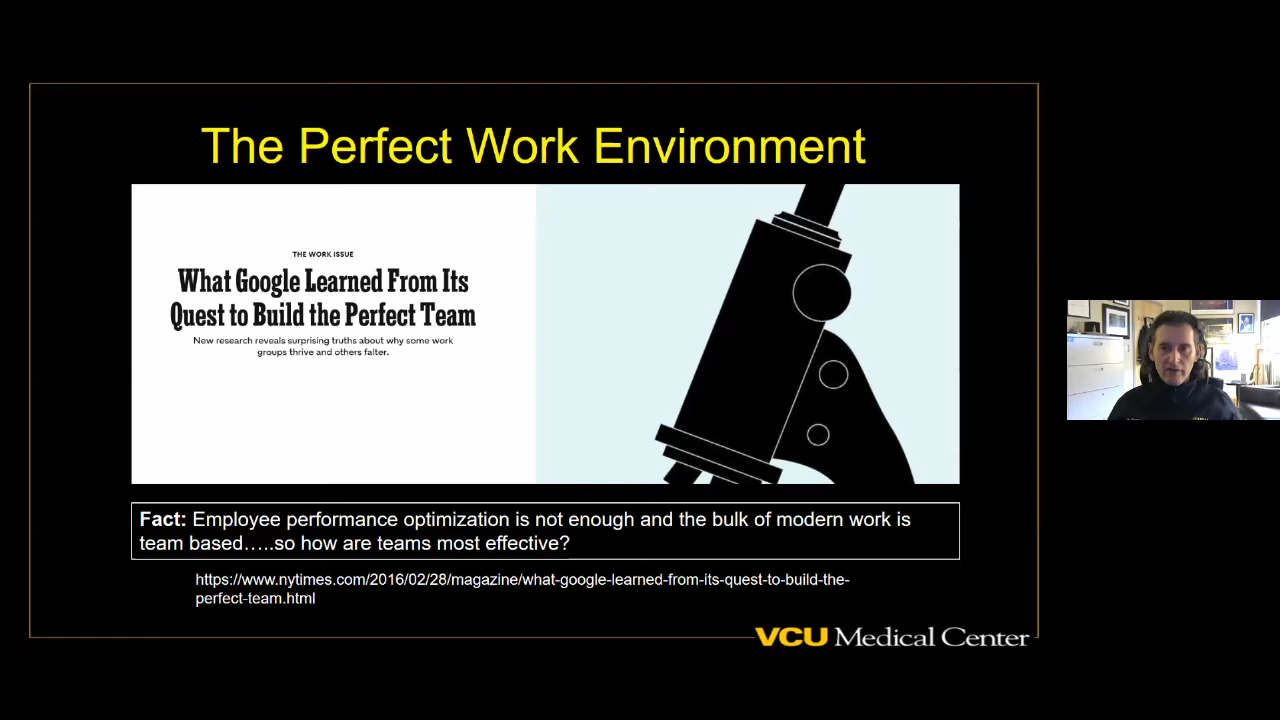 The Perfect Work Environment
THE WORK ISSUE
What Google Learned From Its
Quest to Build the Perfect Team
New research reveals surprising truths about why some work
groups thrive and others falter.
Fact: Employee performance optimization is not enough and the bulk of modern work is
team based…..so how are teams most effective?
https://www.nytimes.com/2016/02/28/magazine/what-google-learned-from-its-quest-to-build-the-
perfect-team.html
VCU Medical Center